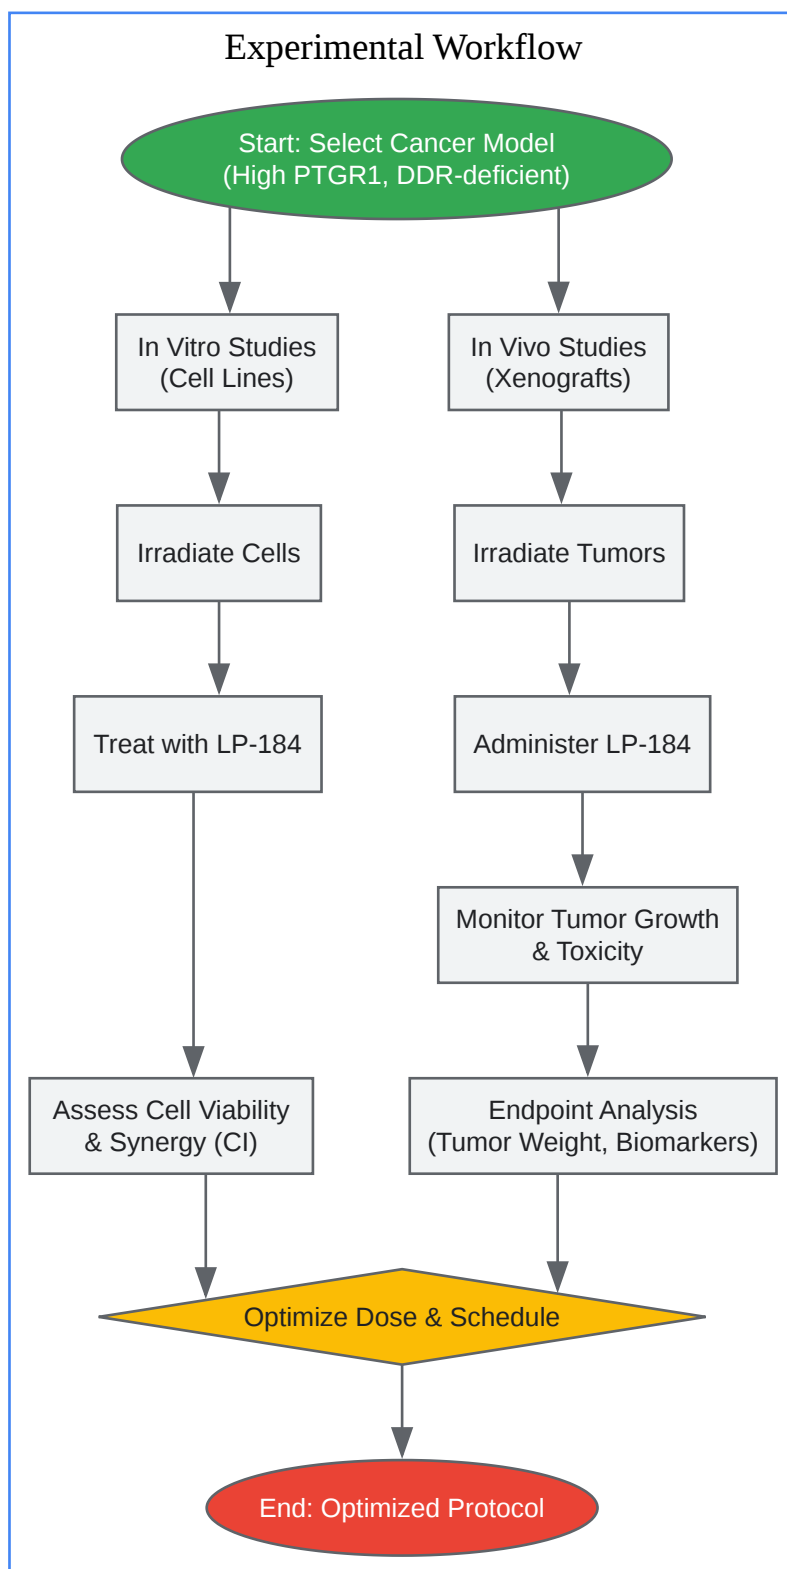 Experimental Workflow
Start: Select Cancer Model
(High PTGR1, DDR-deficient)
In Vitro Studies
(Cell Lines)
In Vivo Studies
(Xenografts)
Irradiate Cells
Irradiate Tumors
Treat with LP-184
Administer LP-184
Monitor Tumor Growth
& Toxicity
Assess Cell Viability
& Synergy (CI)
Endpoint Analysis
(Tumor Weight, Biomarkers)
Optimize Dose & Schedule
End: Optimized Protocol